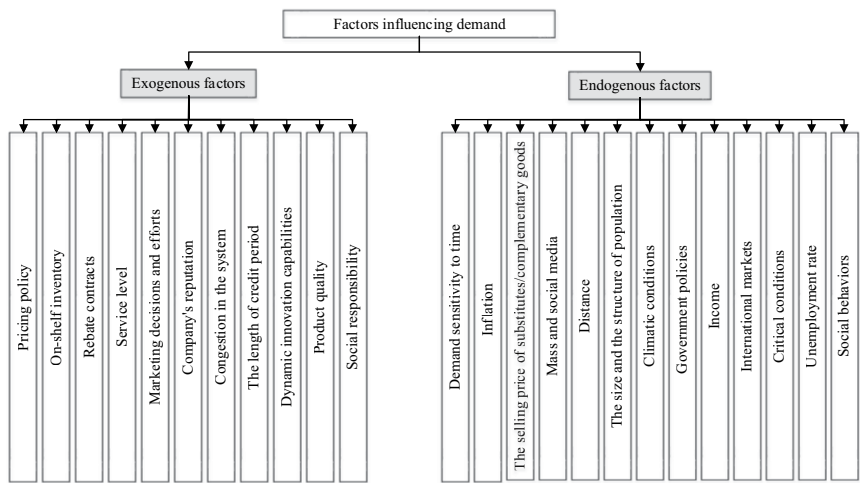 Factors influencing demand
Exogenous factors
Endogenous factors
Pricing policy
On-shelf inventory
Rebate contracts
Service level
Marketing decisions and efforts
Company's reputation
Congestion in the system
The length of credit period
Dynamic innovation capabilities
Product quality
Social responsibility
Demand sensitivity to time
Inflation
The selling price of substitutes/complementary goods
Mass and social media
Distance
The size and the structure of population
Climatic conditions
Government policies
Income
International markets
Critical conditions
Unemployment rate
Social behaviors